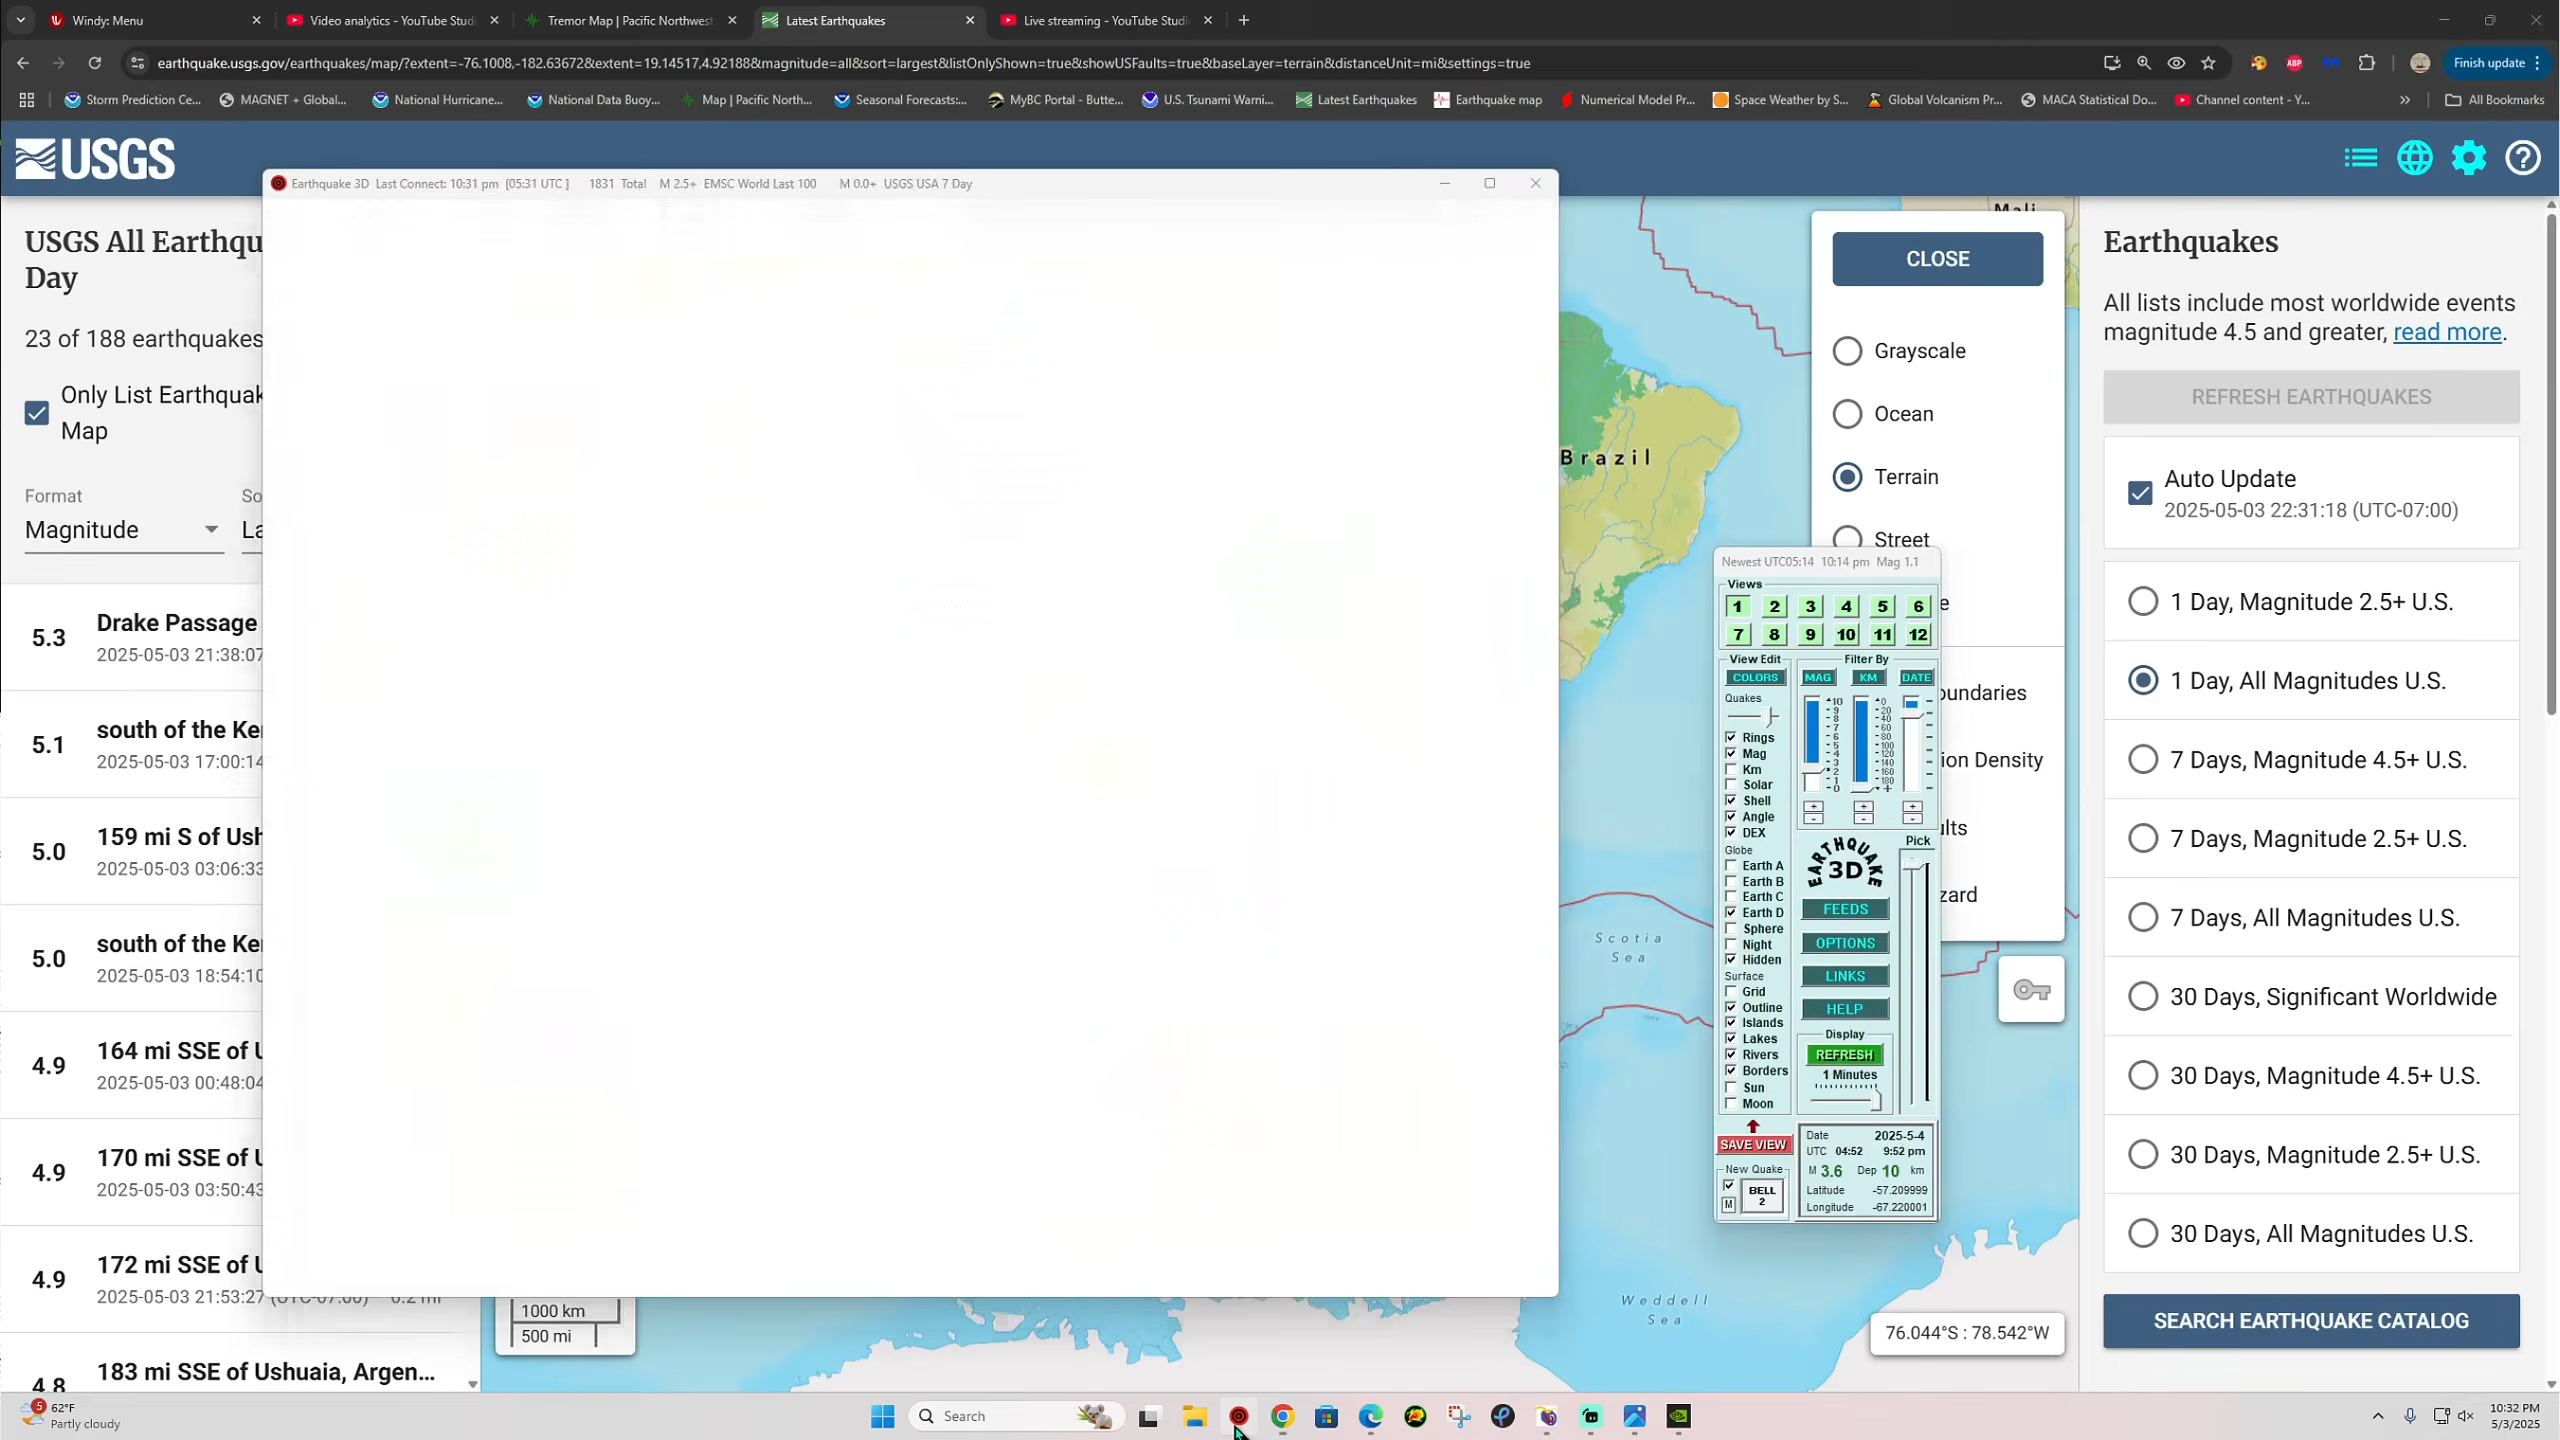 Windy: Menu
Video analytics - YouTube Stud
Tremor Map | Pacific Northwest
Latest Earthquakes
Live streaming - YouTube Studi
earthquake.usgs.gov/earthquakes/map/?extent=-76.1008,-182.63672&extent=19.14517,4.92188&magnitude=all&sort=largest&listOnlyShown=true&showUSFaults=true&baseLayer=terrain&distanceUnit=mi&settings=true
ABP
Finish update
Storm Prediction Ce...
MAGNET + Global...
National Hurricane...
National Data Buoy...
Map | Pacific North...
Seasonal Forecasts:...
MyBC Portal - Butte...
U.S. Tsunami Warni...
Latest Earthquakes
Earthquake map
Numerical Model Pr...
Space Weather by S...
Global Volcanism Pr...
MACA Statistical Do...
Channel content - Y...
All Bookmarks
USGS
Earthquake 3D Last Connect: 10:31 pm [05:31 UTC ] 1831 Total M 2.5+ EMSC World Last 100 M 0.0+ USGS USA 7 Day
USGS All Earthqu
Day
23 of 188 earthquakes
Only List Earthquak
Map
Format
Magnitude
So
La
5.3
Drake Passage
2025-05-03 21:38:07
5.1
south of the Ke
2025-05-03 17:00:14
5.0
159 mi S of Ush
2025-05-03 03:06:33
5.0
south of the Ke
2025-05-03 18:54:10
4.9
164 mi SSE of U
2025-05-03 00:48:04
4.9
170 mi SSE of U
2025-05-03 03:50:43
4.9
172 mi SSE of U
2025-05-03 21:53:27 (UTC-07:00) 6.2 mi
4.8
183 mi SSE of Ushuaia, Argen...
Mali
Brazil
Scotia
Sea
Weddell
Sea
1000 km
500 mi
76.044°S : 78.542°W
CLOSE
Grayscale
Ocean
Terrain
Street
e
oundaries
ion Density
ults
zard
Newest UTC05:14 10:14 pm Mag 1.1
Views
1 2 3 4 5 6
7 8 9 10 11 12
View Edit
COLORS
Quakes
Rings
Mag
Km
Solar
Shell
Angle
DEX
Globe
Earth A
Earth B
Earth C
Earth D
Sphere
Night
Hidden
Surface
Grid
Outline
Islands
Lakes
Rivers
Borders
Sun
Moon
SAVE VIEW
New Quake
M
BELL
2
Filter By
MAG KM DATE
EARTHQUAKE
3D
Pick
FEEDS
OPTIONS
LINKS
HELP
Display
REFRESH
1 Minutes
Date 2025-5-4
UTC 04:52 9:52 pm
M 3.6 Dep 10 km
Latitude -57.209999
Longitude -67.220001
Earthquakes
All lists include most worldwide events
magnitude 4.5 and greater, read more.
REFRESH EARTHQUAKES
Auto Update
2025-05-03 22:31:18 (UTC-07:00)
1 Day, Magnitude 2.5+ U.S.
1 Day, All Magnitudes U.S.
7 Days, Magnitude 4.5+ U.S.
7 Days, Magnitude 2.5+ U.S.
7 Days, All Magnitudes U.S.
30 Days, Significant Worldwide
30 Days, Magnitude 4.5+ U.S.
30 Days, Magnitude 2.5+ U.S.
30 Days, All Magnitudes U.S.
SEARCH EARTHQUAKE CATALOG
5
62°F
Partly cloudy
Search
10:32 PM
5/3/2025